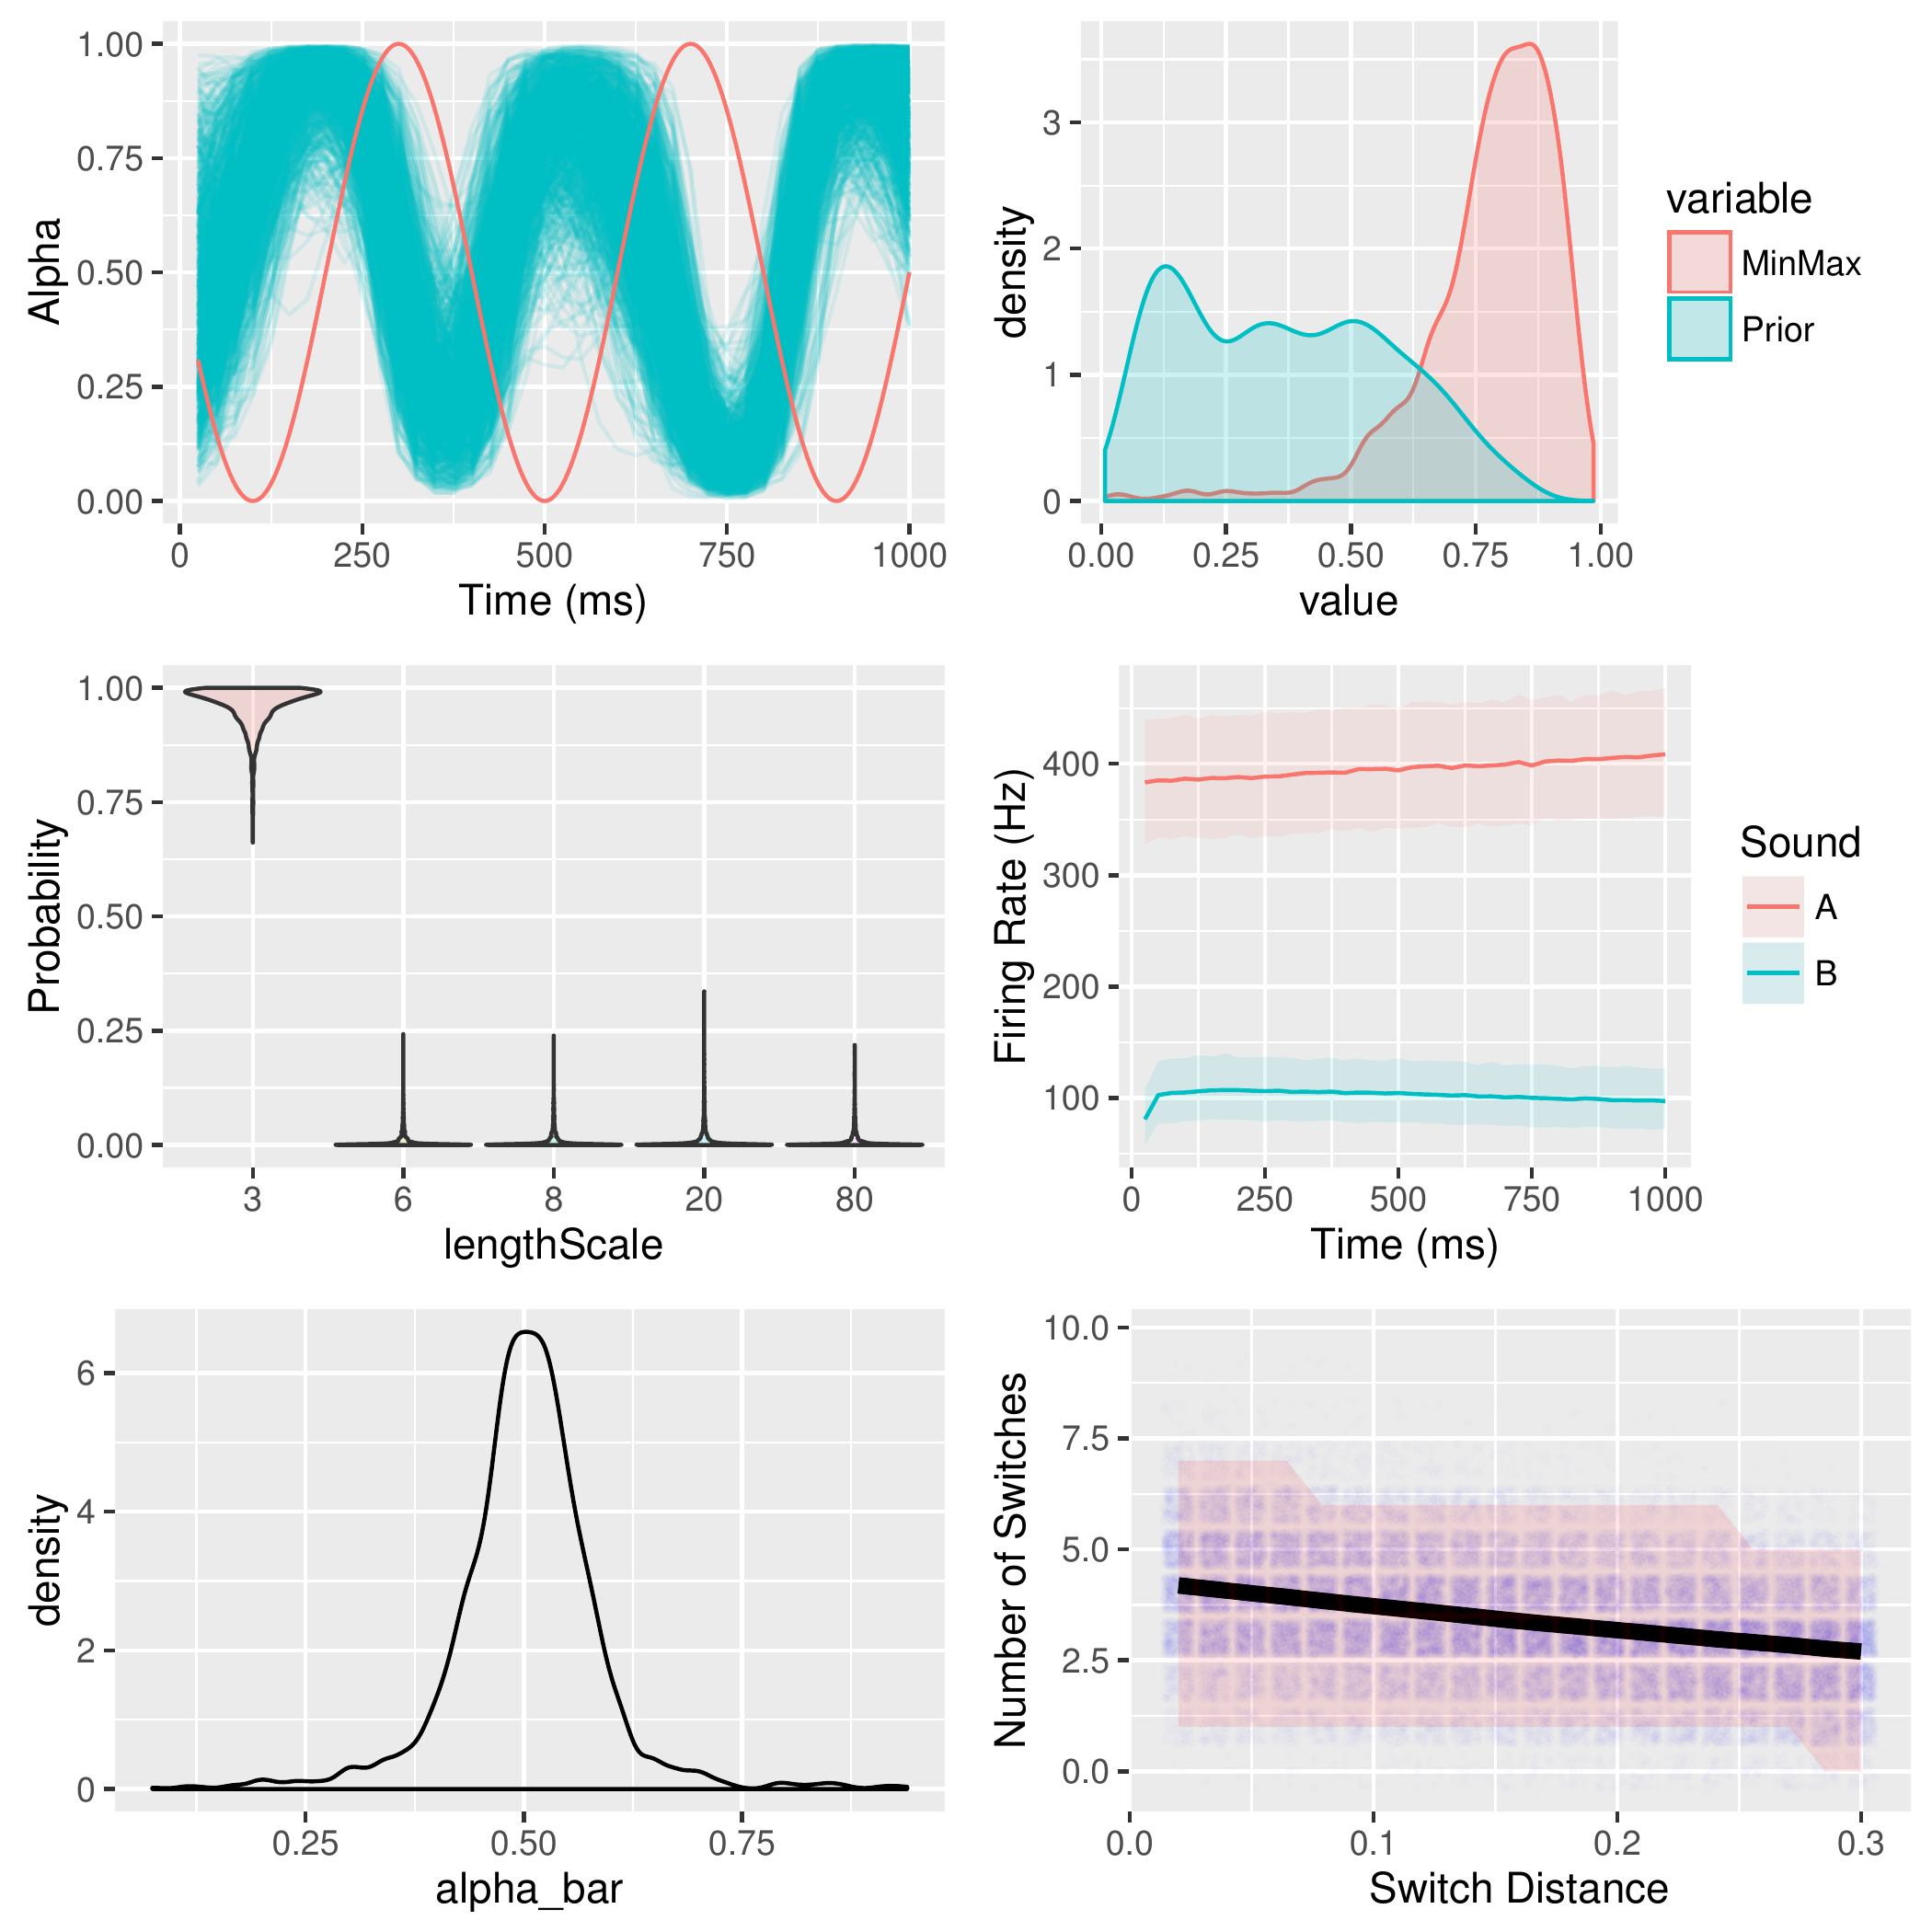 1.00
0.75
0.50
0.25
0.00
Alpha
0 250 500 750 1000
Time (ms)
3
2
1
0
density
0.00 0.25 0.50 0.75 1.00
value
variable
MinMax
Prior
1.00
0.75
0.50
0.25
0.00
Probability
3 6 8 20 80
lengthScale
400
300
200
100
Firing Rate (Hz)
0 250 500 750 1000
Time (ms)
Sound
A
B
6
4
2
0
density
0.25 0.50 0.75
alpha_bar
10.0
7.5
5.0
2.5
0.0
Number of Switches
0.0 0.1 0.2 0.3
Switch Distance